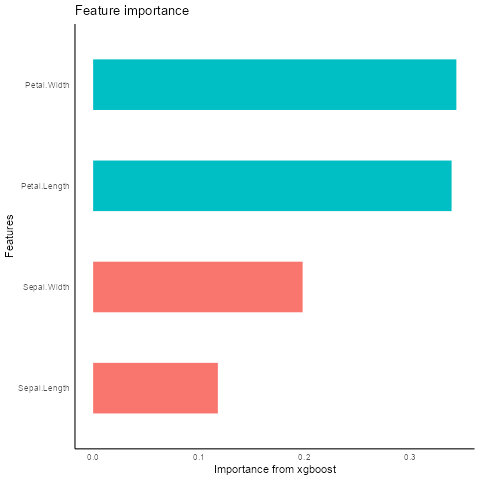 Feature importance
Features
Petal.Width
Petal.Length
Sepal.Width
Sepal.Length
0.0 0.1 0.2 0.3
Importance from xgboost